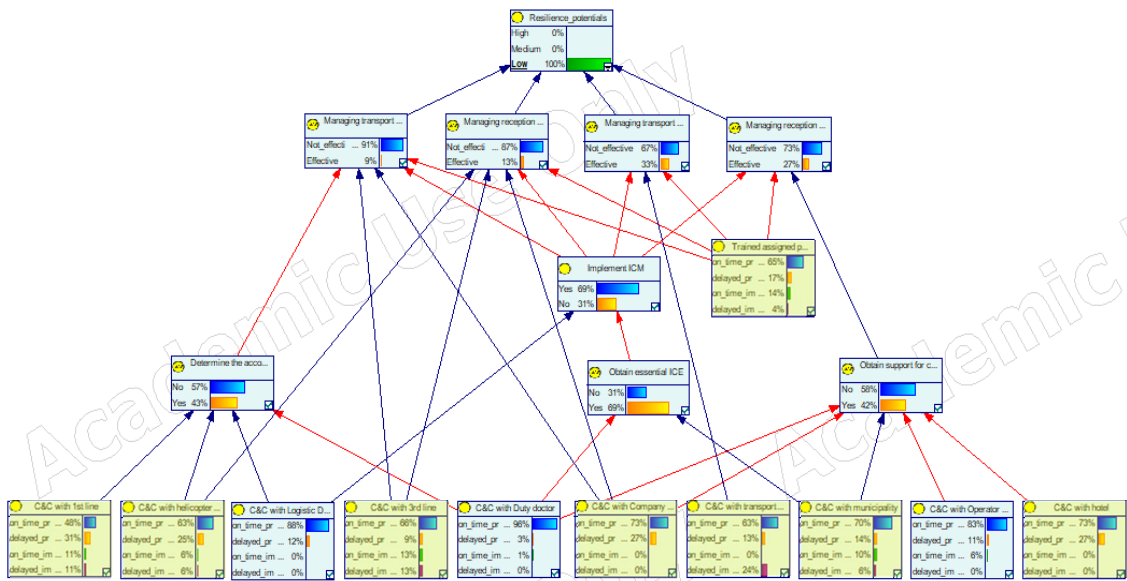 Resilience_potentials
High 0%
Medium 0%
Low 100%
Managing transport ...
Not_effecti ... 91%
Effective 9%
Managing reception ...
Not_effecti ... 87%
Effective 13%
Managing transport ...
Not_effective 67%
Effective 33%
Managing reception ...
Not_effective 73%
Effective 27%
Trained assigned p...
on_time_pr ... 65%
delayed_pr ... 17%
on_time_im ... 14%
delayed_im ... 4%
Implement ICM
Yes 69%
No 31%
Determine the acco...
No 57%
Yes 43%
Obtain essential ICE
No 31%
Yes 69%
Obtain support for c...
No 58%
Yes 42%
C&C with 1st line
on_time_pr ... 48%
delayed_pr ... 31%
on_time_im ... 11%
delayed_im ... 11%
C&C with helicopter ...
on_time_pr ... 63%
delayed_pr ... 25%
on_time_im ... 6%
delayed_im ... 6%
C&C with Logistic D...
on_time_pr ... 88%
delayed_pr ... 12%
on_time_im ... 0%
delayed_im ... 0%
C&C with 3rd line
on_time_pr ... 66%
delayed_pr ... 9%
on_time_im ... 13%
delayed_im ... 13%
C&C with Duty doctor
on_time_pr ... 96%
delayed_pr ... 3%
on_time_im ... 1%
delayed_im ... 0%
C&C with Company ...
on_time_pr ... 73%
delayed_pr ... 27%
on_time_im ... 0%
delayed_im ... 0%
C&C with transport...
on_time_pr ... 63%
delayed_pr ... 13%
on_time_im ... 0%
delayed_im ... 24%
C&C with municipality
on_time_pr ... 70%
delayed_pr ... 14%
on_time_im ... 10%
delayed_im ... 6%
C&C with Operator ...
on_time_pr ... 83%
delayed_pr ... 11%
on_time_im ... 6%
delayed_im ... 0%
C&C with hotel
on_time_pr ... 73%
delayed_pr ... 27%
on_time_im ... 0%
delayed_im ... 0%
Academic Use Only
Academic